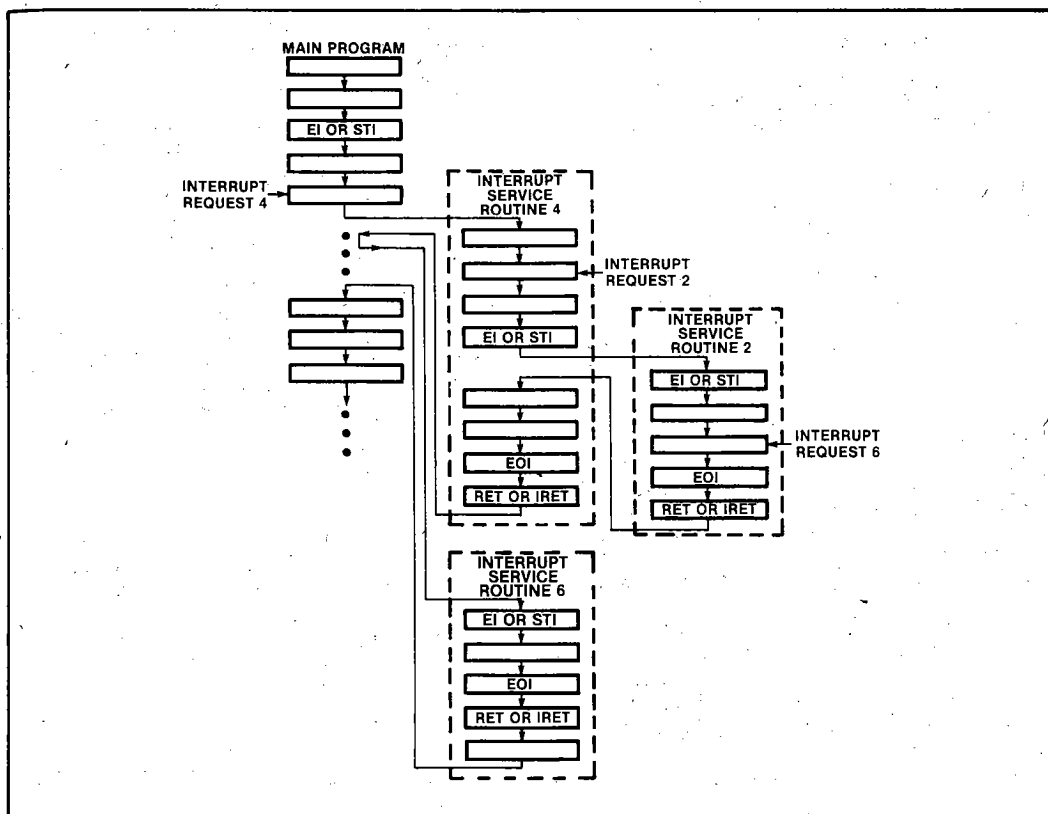 MAIN PROGRAM
EI OR STI
INTERRUPT
REQUEST 4
INTERRUPT
SERVICE
ROUTINE 4
INTERRUPT
REQUEST 2
EI OR STI
INTERRUPT
SERVICE
ROUTINE 2
EI OR STI
INTERRUPT
REQUEST 6
EOI
RET OR IRET
EOI
RET OR IRET
INTERRUPT
SERVICE
ROUTINE 6
EI OR STI
EOI
RET OR IRET